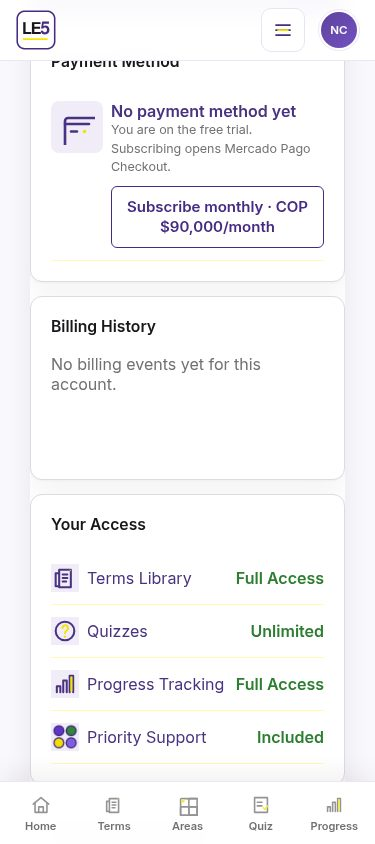 LE5
NC
Payment Method
No payment method yet
You are on the free trial.
Subscribing opens Mercado Pago
Checkout.
Subscribe monthly · COP
$90,000/month
Billing History
No billing events yet for this
account.
Your Access
Terms Library Full Access
Quizzes Unlimited
Progress Tracking Full Access
Priority Support Included
Home Terms Areas Quiz Progress